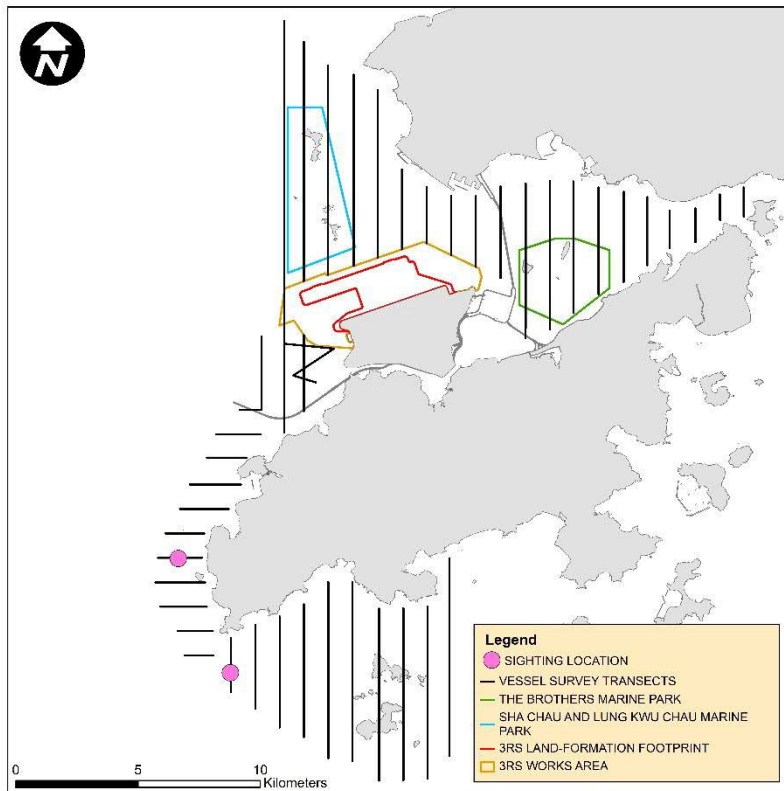 N
Legend
SIGHTING LOCATION
VESSEL SURVEY TRANSECTS
THE BROTHERS MARINE PARK
SHA CHAU AND LUNG KWU CHAU MARINE
PARK
3RS LAND-FORMATION FOOTPRINT
3RS WORKS AREA
0 5 10
Kilometers